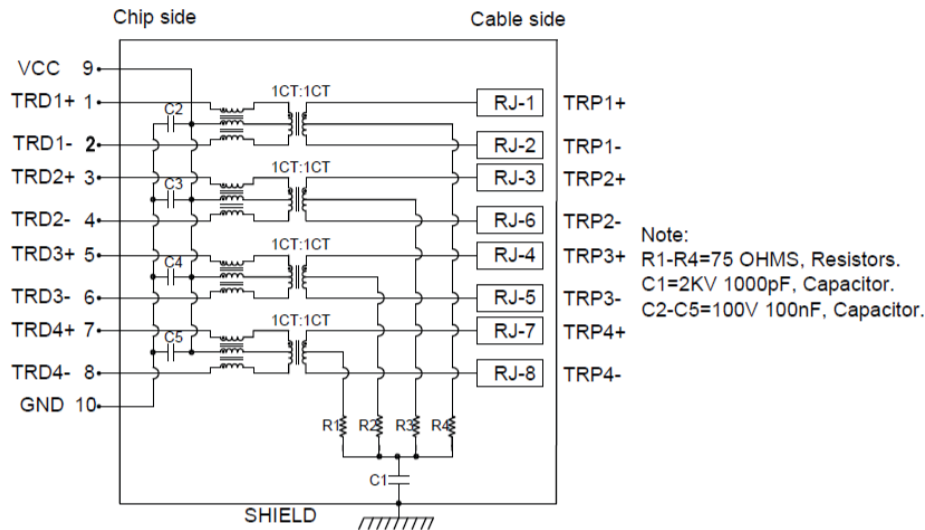 Chip side
Cable side
VCC 9
TRD1+ 1
C2
1CT:1CT
RJ-1
TRP1+
TRD1- 2
RJ-2
TRP1-
1CT:1CT
TRD2+ 3
C3
RJ-3
TRP2+
TRD2- 4
RJ-6
TRP2-
1CT:1CT
TRD3+ 5
C4
RJ-4
TRP3+
TRD3- 6
RJ-5
TRP3-
1CT:1CT
TRD4+ 7
C5
RJ-7
TRP4+
TRD4- 8
RJ-8
TRP4-
GND 10
R1 R2 R3 R4
C1
SHIELD
Note:
R1-R4=75 OHMS, Resistors.
C1=2KV 1000pF, Capacitor.
C2-C5=100V 100nF, Capacitor.